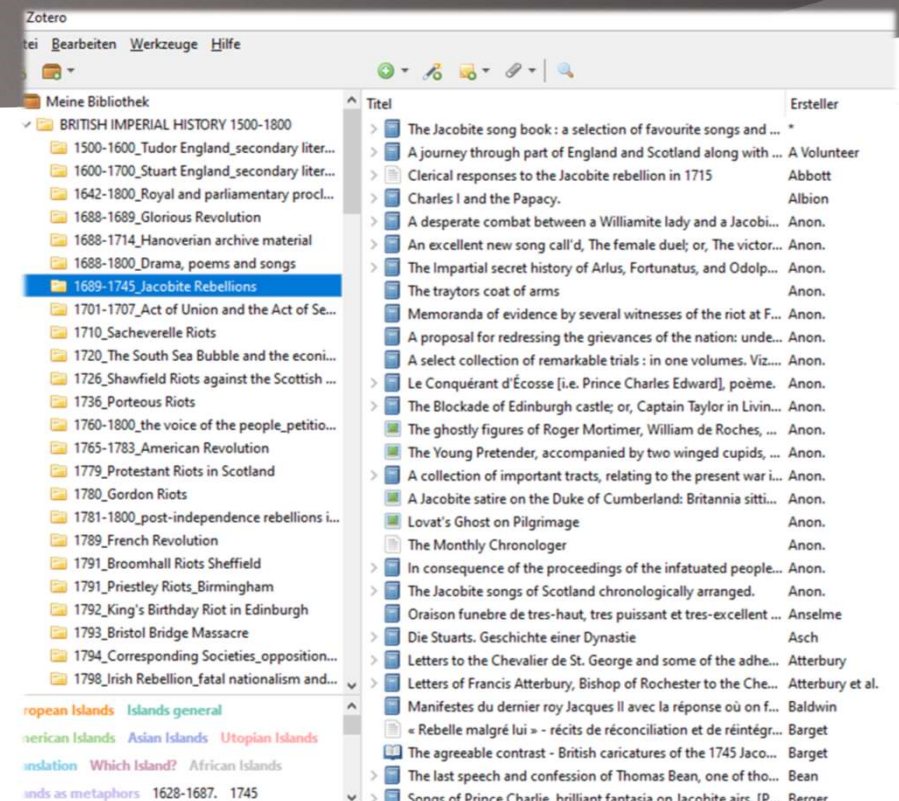 Zotero
tei Bearbeiten Werkzeuge Hilfe
Meine Bibliothek
BRITISH IMPERIAL HISTORY 1500-1800
1500-1600_Tudor England_secondary liter...
1600-1700_Stuart England_secondary liter...
1642-1800_Royal and parliamentary procl...
1688-1689_Glorious Revolution
1688-1714_Hanoverian archive material
1688-1800_Drama, poems and songs
1689-1745_Jacobite Rebellions
1701-1707_Act of Union and the Act of Se...
1710_Sacheverelle Riots
1720_The South Sea Bubble and the econi...
1726_Shawfield Riots against the Scottish ...
1736_Porteous Riots
1760-1800_the voice of the people_petitio...
1765-1783_American Revolution
1779_Protestant Riots in Scotland
1780_Gordon Riots
1781-1800_post-independence rebellions i...
1789_French Revolution
1791_Broomhall Riots Sheffield
1791_Priestley Riots_Birmingham
1792_King's Birthday Riot in Edinburgh
1793_Bristol Bridge Massacre
1794_Corresponding Societies_opposition...
1798_Irish Rebellion_fatal nationalism and...
ropean Islands Islands general
nerican Islands Asian Islands Utopian Islands
anslation Which Island? African Islands
ands as metaphors 1628-1687. 1745
Titel Ersteller
The Jacobite song book : a selection of favourite songs and ... *
A journey through part of England and Scotland along with ... A Volunteer
Clerical responses to the Jacobite rebellion in 1715 Abbott
Charles I and the Papacy. Albion
A desperate combat between a Williamite lady and a Jacobi... Anon.
An excellent new song call'd, The female duel; or, The victor... Anon.
The Impartial secret history of Arlus, Fortunatus, and Odolp... Anon.
The traytors coat of arms Anon.
Memoranda of evidence by several witnesses of the riot at F... Anon.
A proposal for redressing the grievances of the nation: unde... Anon.
A select collection of remarkable trials : in one volumes. Viz.... Anon.
Le Conquérant d'Écosse [i.e. Prince Charles Edward], poème. Anon.
The Blockade of Edinburgh castle; or, Captain Taylor in Livin... Anon.
The ghostly figures of Roger Mortimer, William de Roches, ... Anon.
The Young Pretender, accompanied by two winged cupids, ... Anon.
A collection of important tracts, relating to the present war i... Anon.
A Jacobite satire on the Duke of Cumberland: Britannia sitti... Anon.
Lovat's Ghost on Pilgrimage Anon.
The Monthly Chronologer Anon.
In consequence of the proceedings of the infatuated people... Anon.
The Jacobite songs of Scotland chronologically arranged. Anon.
Oraison funebre de tres-haut, tres puissant et tres-excellent ... Anselme
Die Stuarts. Geschichte einer Dynastie Asch
Letters to the Chevalier de St. George and some of the adhe... Atterbury
Letters of Francis Atterbury, Bishop of Rochester to the Che... Atterbury et al.
Manifestes du dernier roy Jacques II avec la réponse où on f... Baldwin
« Rebelle malgré lui » - récits de réconciliation et de réintégr... Barget
The agreeable contrast - British caricatures of the 1745 Jaco... Barget
The last speech and confession of Thomas Bean, one of tho... Bean
Songs of Prince Charlie, brilliant fantasia on Jacobite airs. [P... Berger